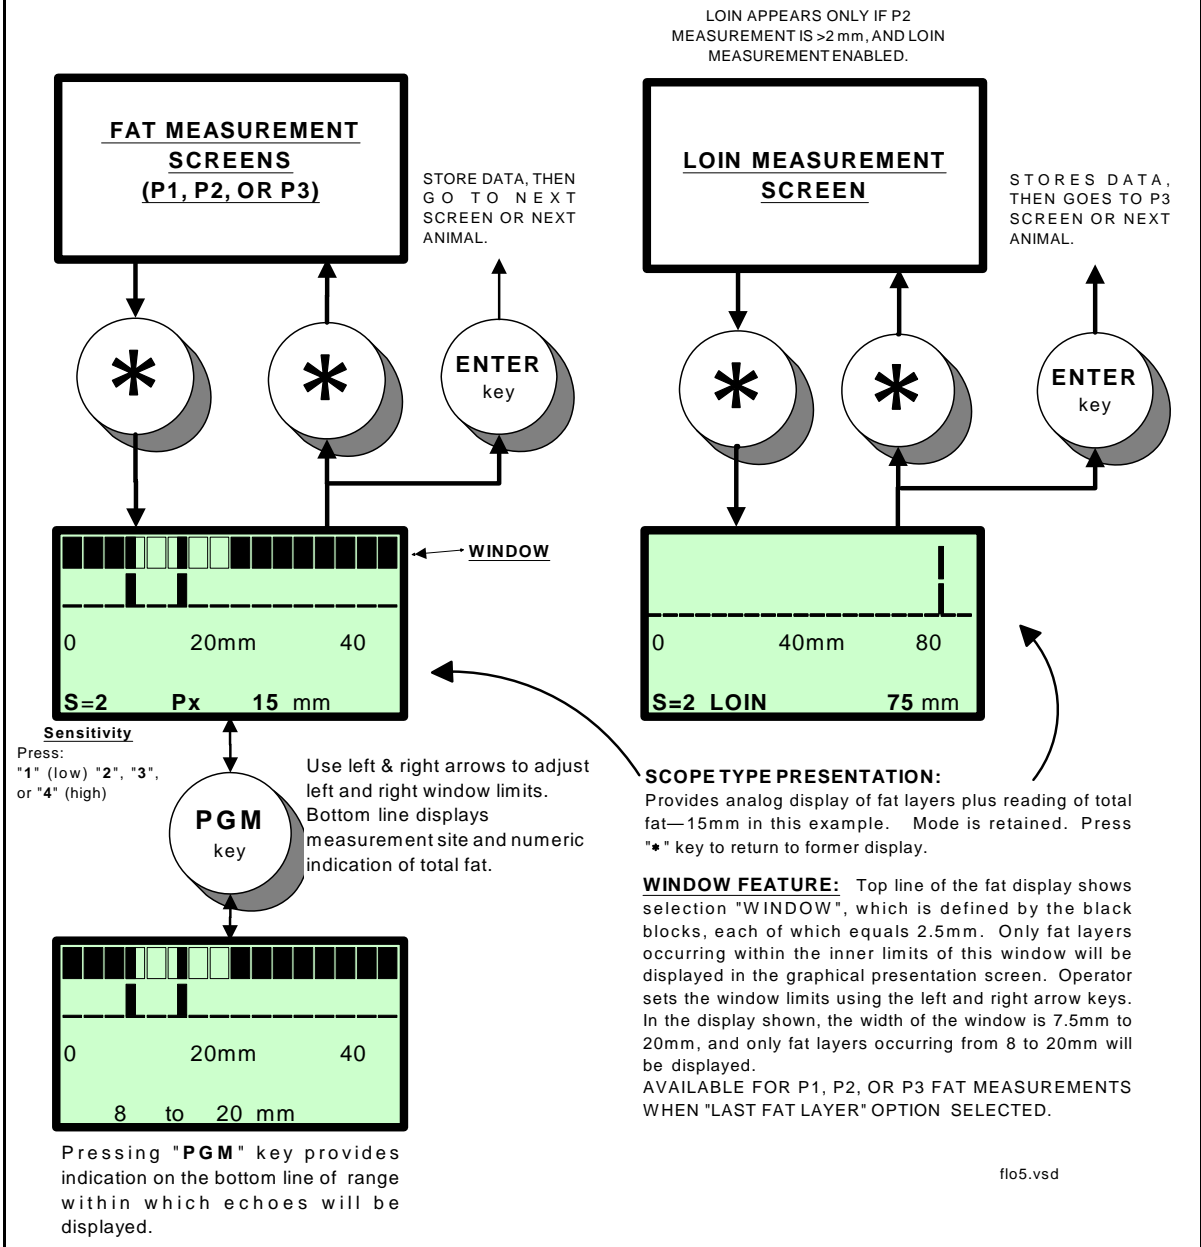 LOIN APPEARS ONLY IF P2
MEASUREMENT IS >2 mm, AND LOIN
MEASUREMENT ENABLED.
FAT MEASUREMENT
SCREENS
(P1, P2, OR P3)
STORE DATA, THEN
GO TO NEXT
SCREEN OR NEXT
ANIMAL.
LOIN MEASUREMENT
SCREEN
STORES DATA,
THEN GOES TO P3
SCREEN OR NEXT
ANIMAL.
*
*
ENTER
key
*
*
ENTER
key
WINDOW
0 20mm 40
S=2 Px 15 mm
0 40mm 80
S=2 LOIN 75 mm
Sensitivity
Press:
"1" (low) "2", "3",
or "4" (high)
PGM
key
Use left & right arrows to adjust
left and right window limits.
Bottom line displays
measurement site and numeric
indication of total fat.
SCOPE TYPE PRESENTATION:
Provides analog display of fat layers plus reading of total
fat—15mm in this example. Mode is retained. Press
"*" key to return to former display.
WINDOW FEATURE: Top line of the fat display shows
selection "WINDOW", which is defined by the black
blocks, each of which equals 2.5mm. Only fat layers
occurring within the inner limits of this window will be
displayed in the graphical presentation screen. Operator
sets the window limits using the left and right arrow keys.
In the display shown, the width of the window is 7.5mm to
20mm, and only fat layers occurring from 8 to 20mm will
be displayed.
AVAILABLE FOR P1, P2, OR P3 FAT MEASUREMENTS
WHEN "LAST FAT LAYER" OPTION SELECTED.
0 20mm 40
8 to 20 mm
Pressing "PGM" key provides
indication on the bottom line of range
within which echoes will be
displayed.
flo5.vsd